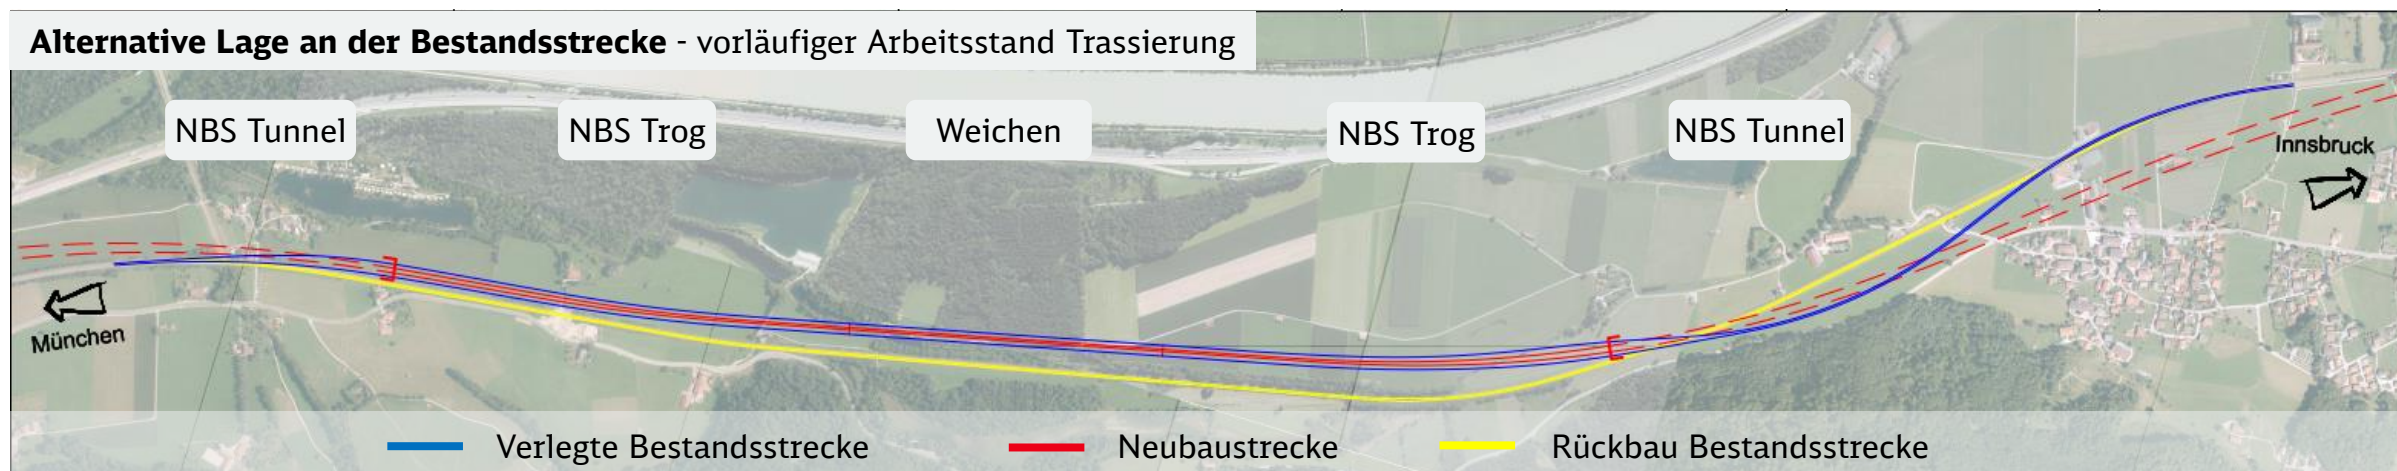 Alternative Lage an der Bestandsstrecke - vorläufiger Arbeitsstand Trassierung
NBS Tunnel
NBS Trog
Weichen
NBS Trog
NBS Tunnel
Innsbruck
München
Verlegte Bestandsstrecke
Neubaustrecke
Rückbau Bestandsstrecke